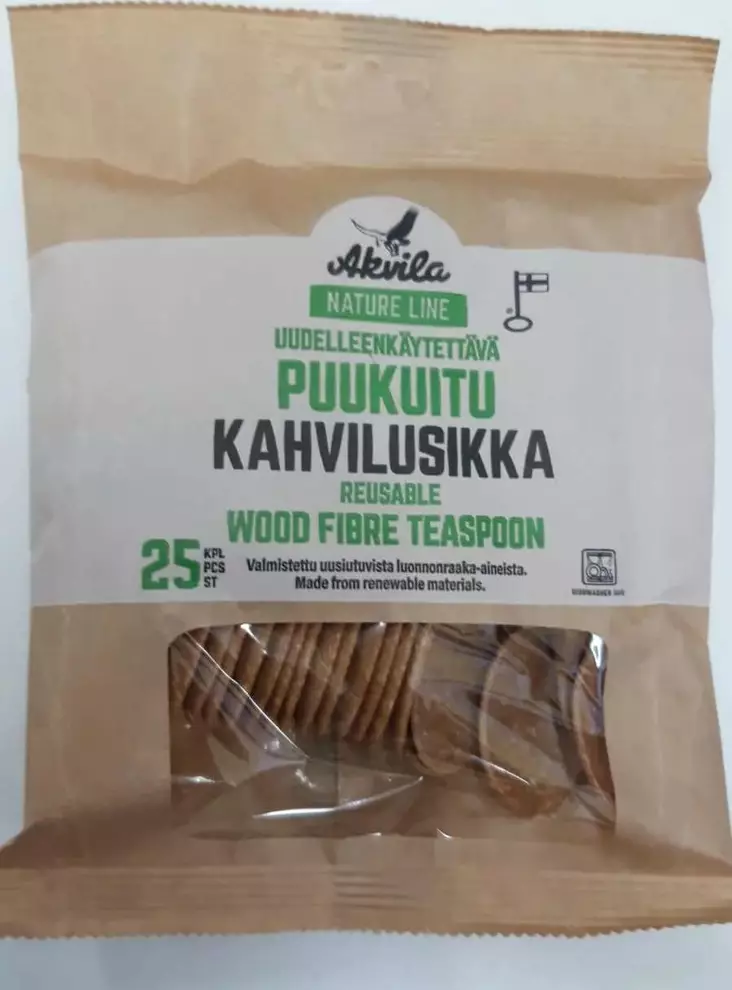 Akvila
NATURE LINE
UUDELLEENKÄYTETTÄVÄ
PUUKUITU
KAHVILUSIKKA
REUSABLE
WOOD FIBRE TEASPOON
25 KPL
PCS
ST
Valmistettu uusiutuvista luonnonraaka-aineista.
Made from renewable materials.